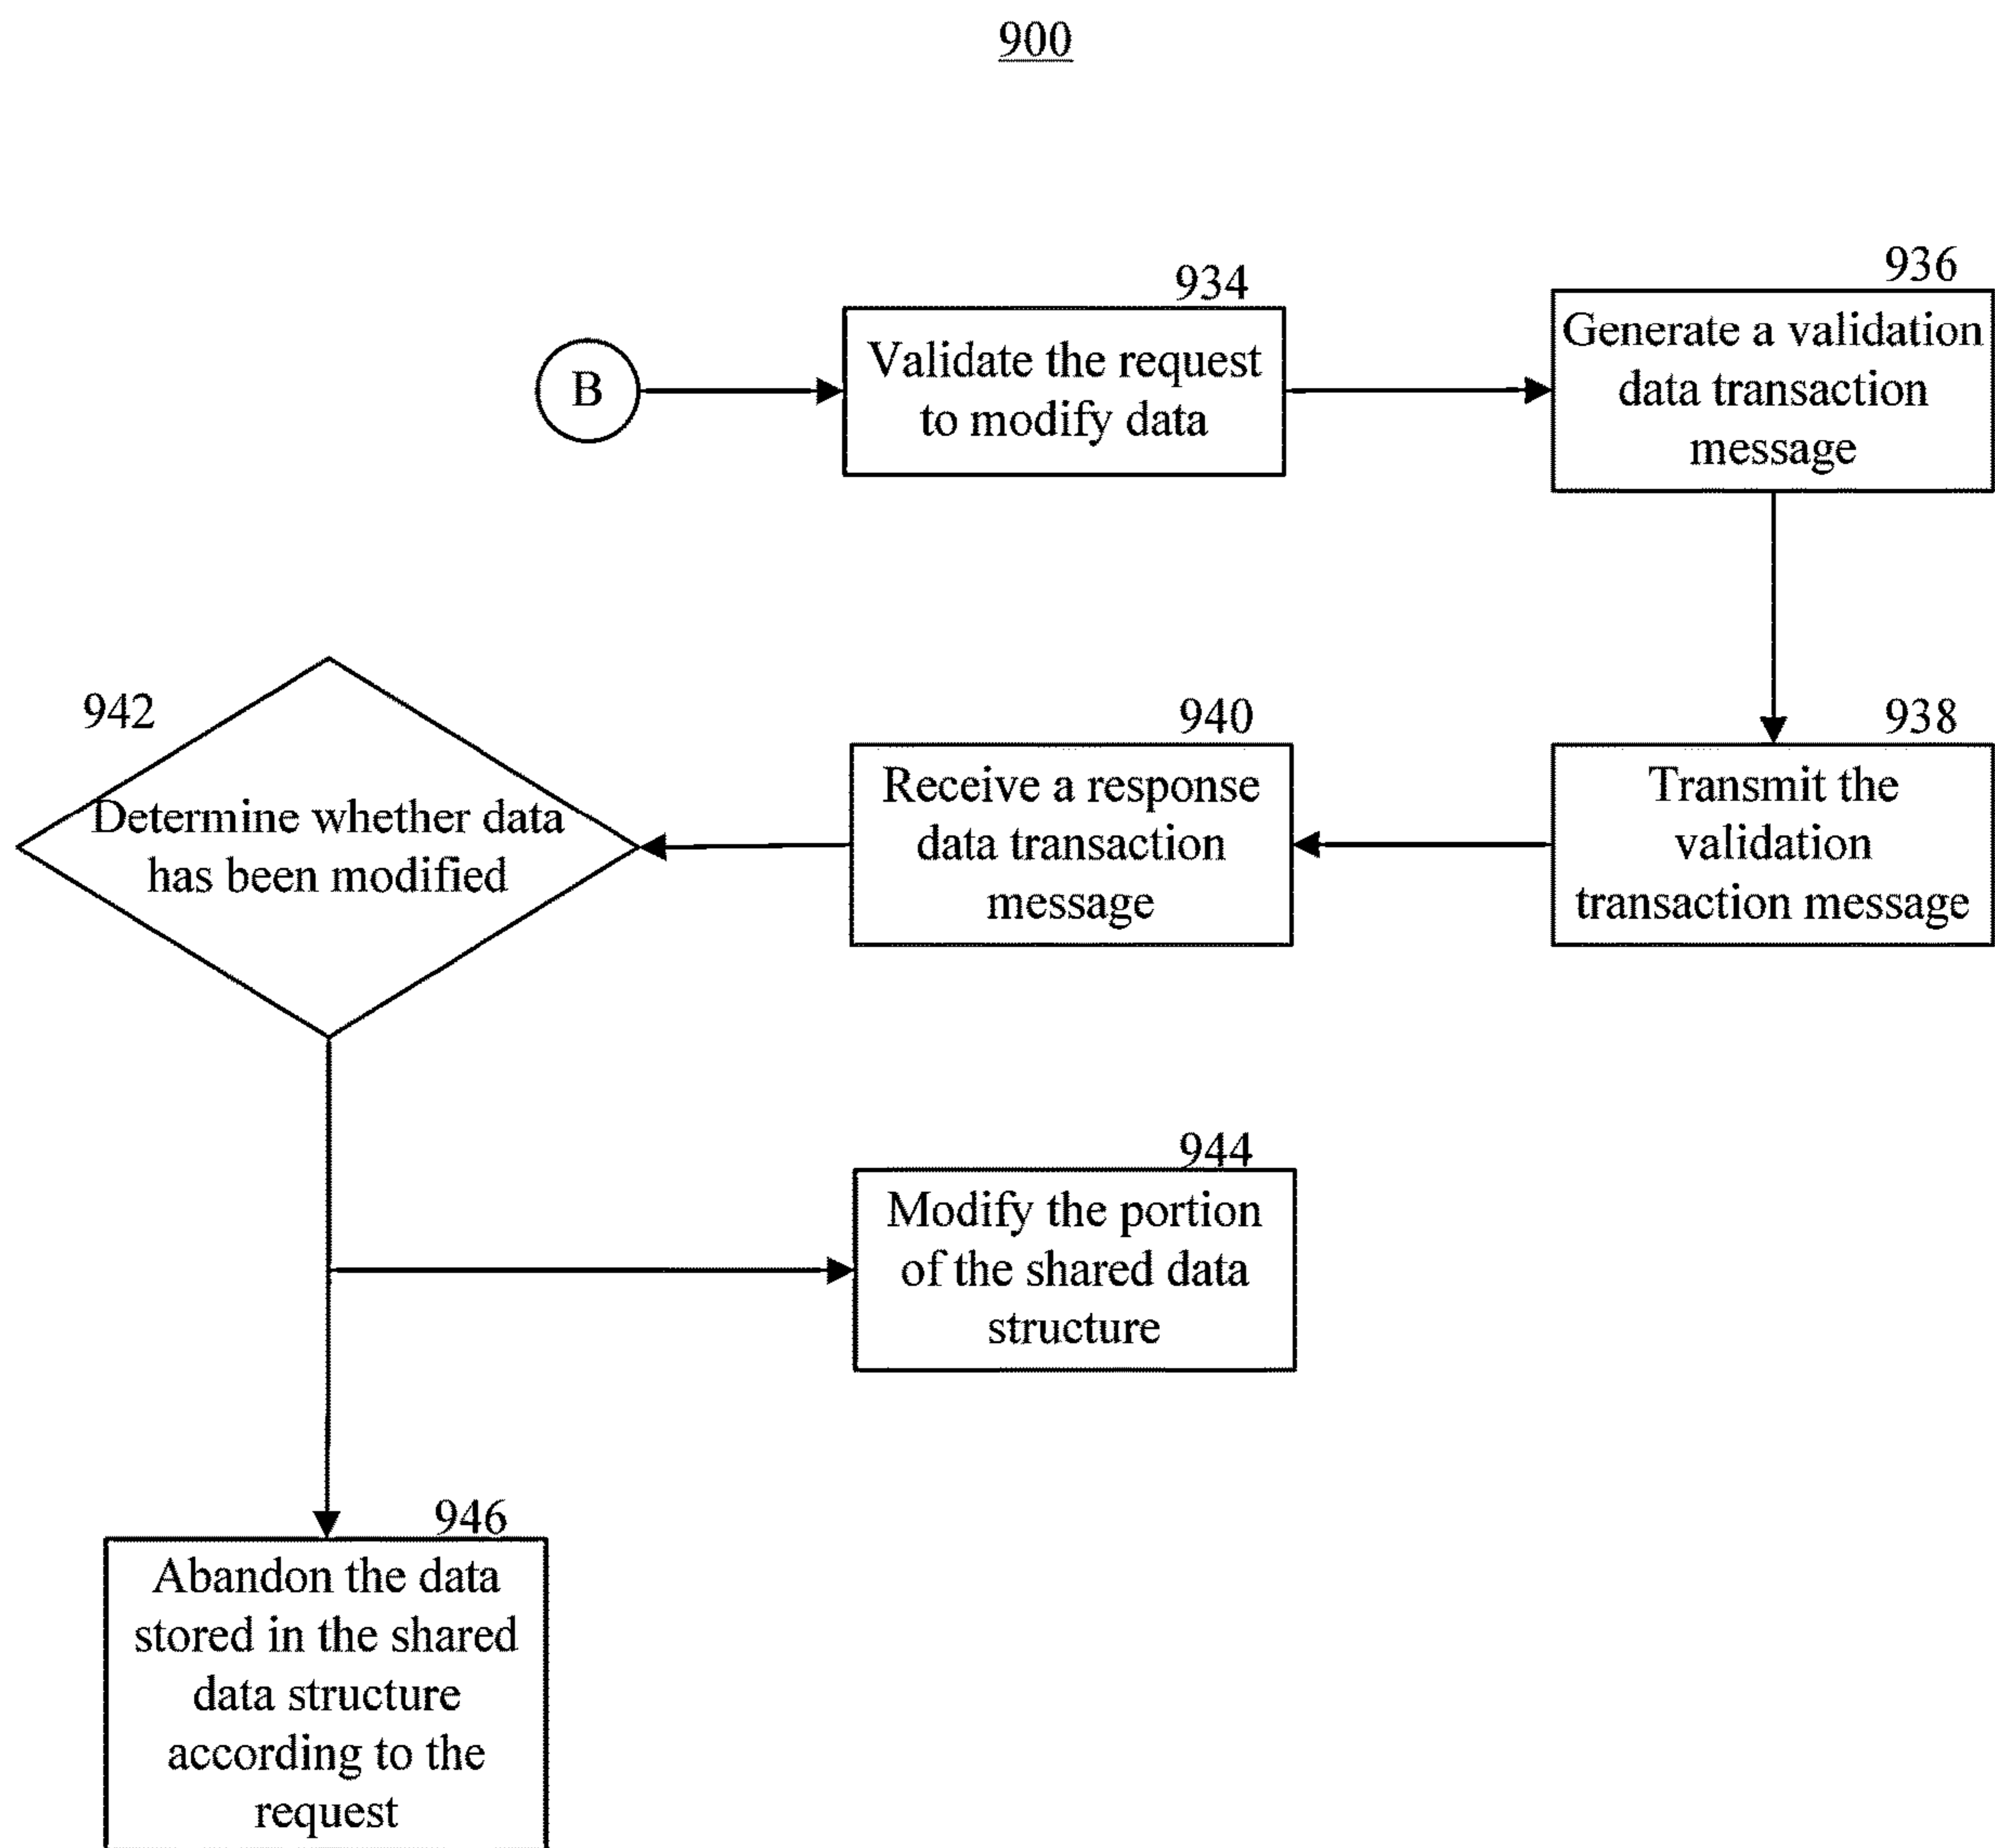 900
B
934
Validate the request
to modify data
936
Generate a validation
data transaction
message
938
Transmit the
validation
transaction message
940
Receive a response
data transaction
message
942
Determine whether data
has been modified
944
Modify the portion
of the shared data
structure
946
Abandon the data
stored in the shared
data structure
according to the
request